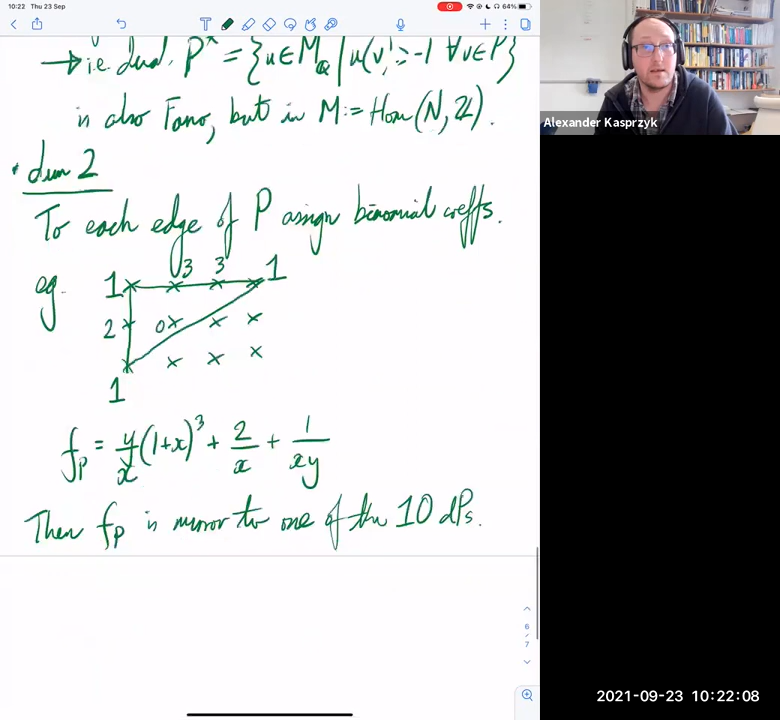 10:22 Thu 23 Sep
64%
→ i.e. dual. P* = {u ∈ M_Q | u(v) ≥ -1 ∀v∈P}
is also Fano, but in M := Hom(N, ℤ).
Alexander Kasprzyk
• dim 2
To each edge of P assign binomial coeffs.
eg. 1 3 3 1
2 0
1
f_P = y/x (1+x)^3 + 2/x + 1/xy
Then f_P is mirror to one of the 10 dPs.
6
/
7
2021-09-23 10:22:08